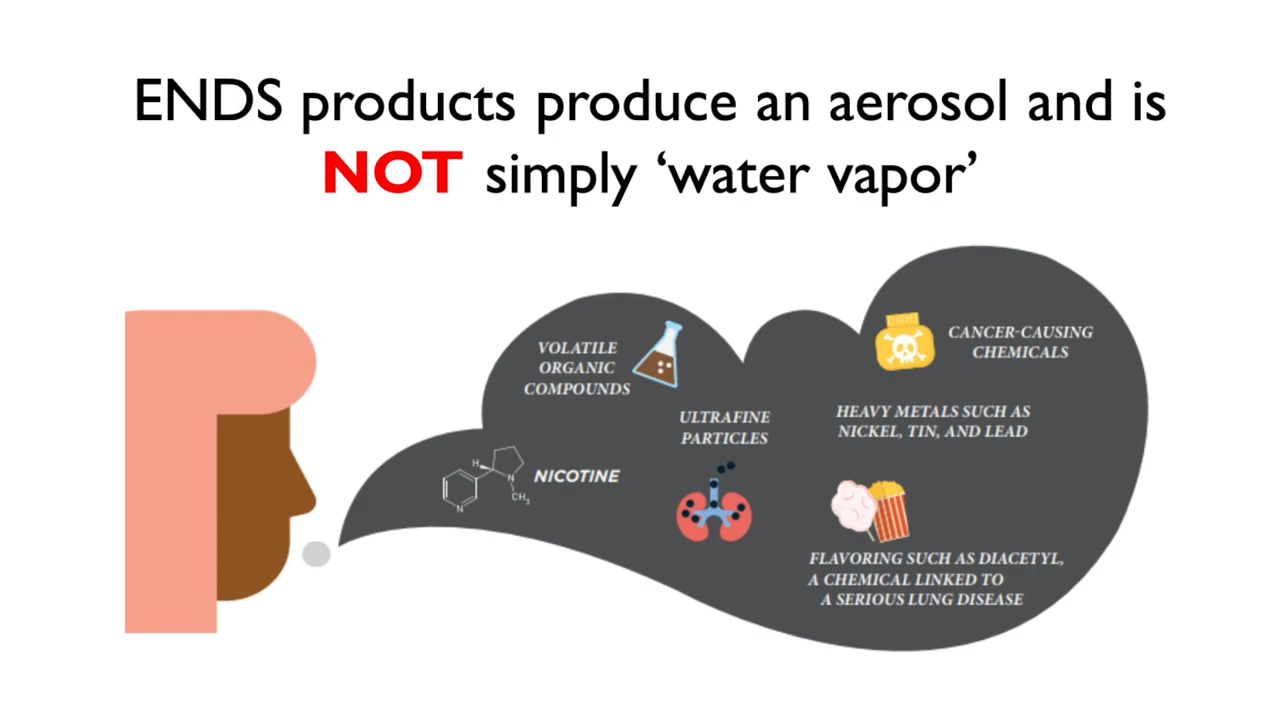 ENDS products produce an aerosol and is
NOT simply ‘water vapor’
VOLATILE
ORGANIC
COMPOUNDS
CANCER-CAUSING
CHEMICALS
ULTRAFINE
PARTICLES
HEAVY METALS SUCH AS
NICKEL, TIN, AND LEAD
H
N
CH3
N
NICOTINE
FLAVORING SUCH AS DIACETYL,
A CHEMICAL LINKED TO
A SERIOUS LUNG DISEASE